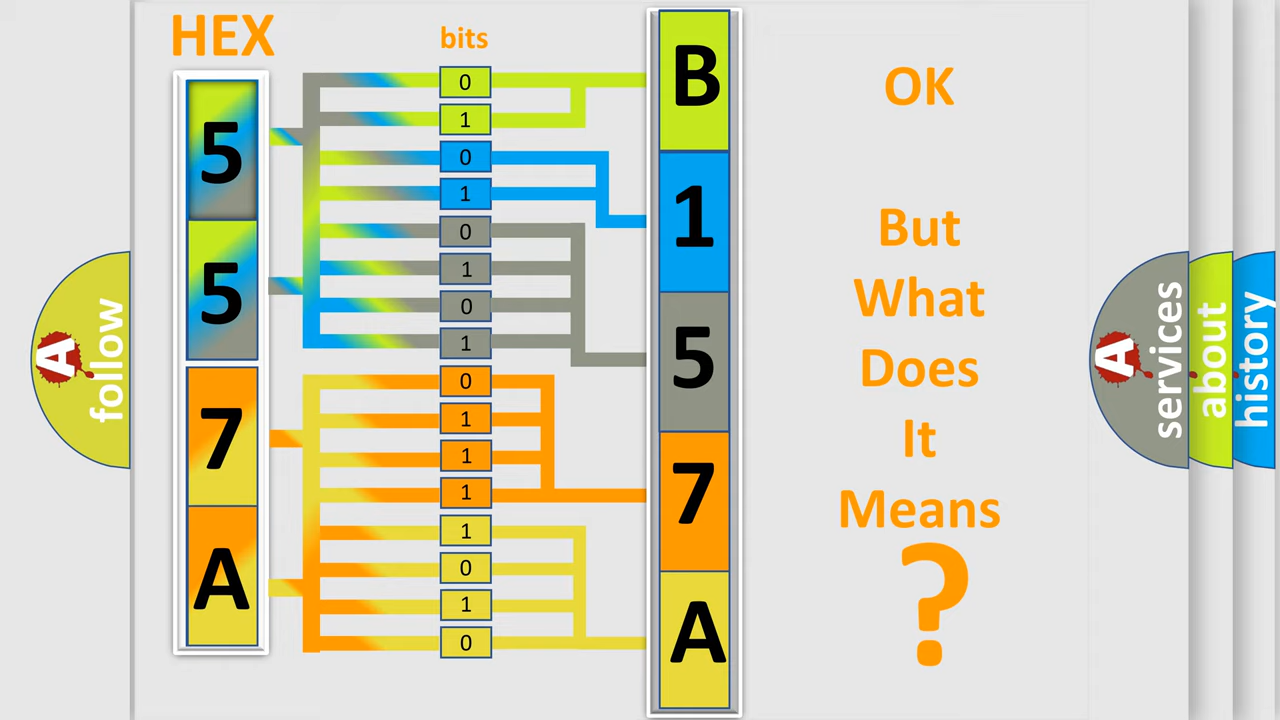 HEX
bits
5
5
7
A
0
1
0
1
0
1
0
1
0
1
1
1
1
0
1
0
B
1
5
7
A
OK
But
What
Does
It
Means
?
A
follow
A
services
about
history